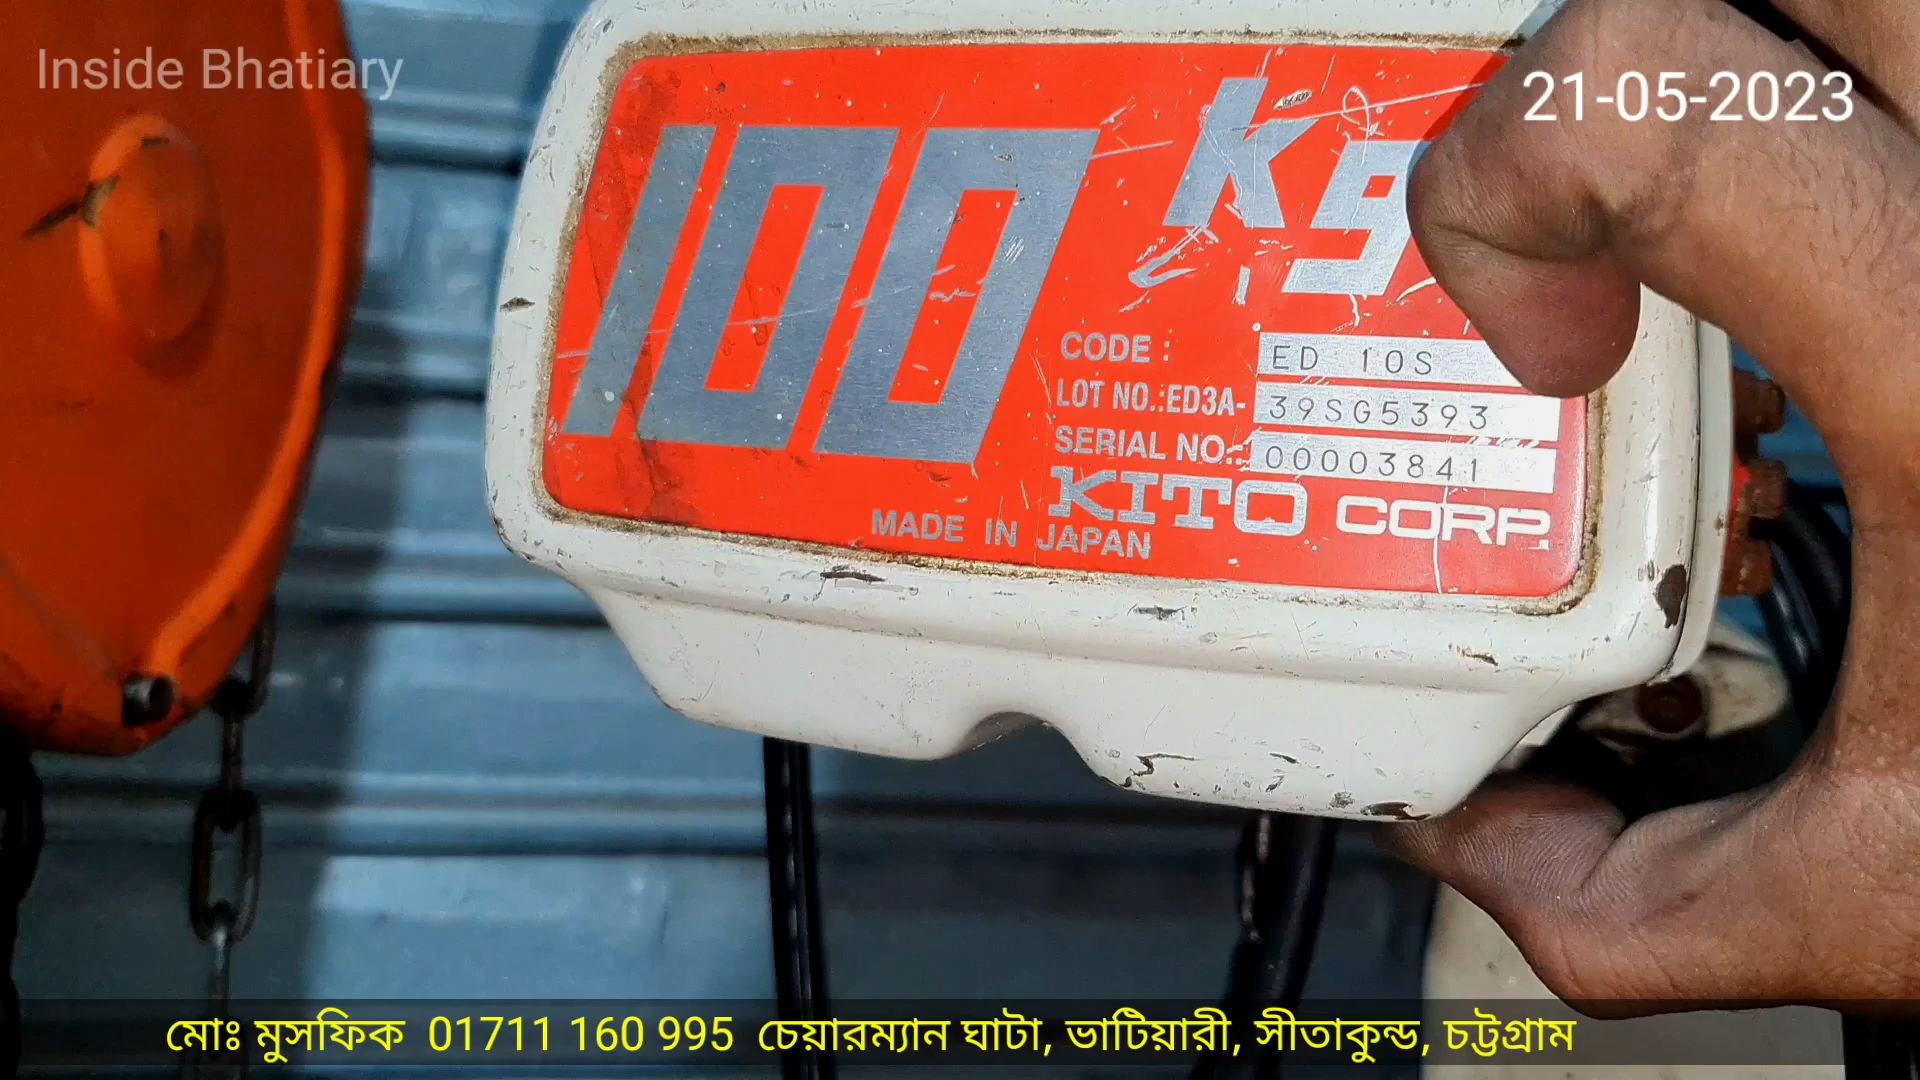 Inside Bhatiary
21-05-2023
100 Kg
CODE : ED 10S
LOT NO.:ED3A- 39SG5393
SERIAL NO.: 00003841
KITO CORP.
MADE IN JAPAN
মোঃ মুসফিক 01711 160 995 চেয়ারম্যান ঘাটা, ভাটিয়ারী, সীতাকুন্ড, চট্টগ্রাম